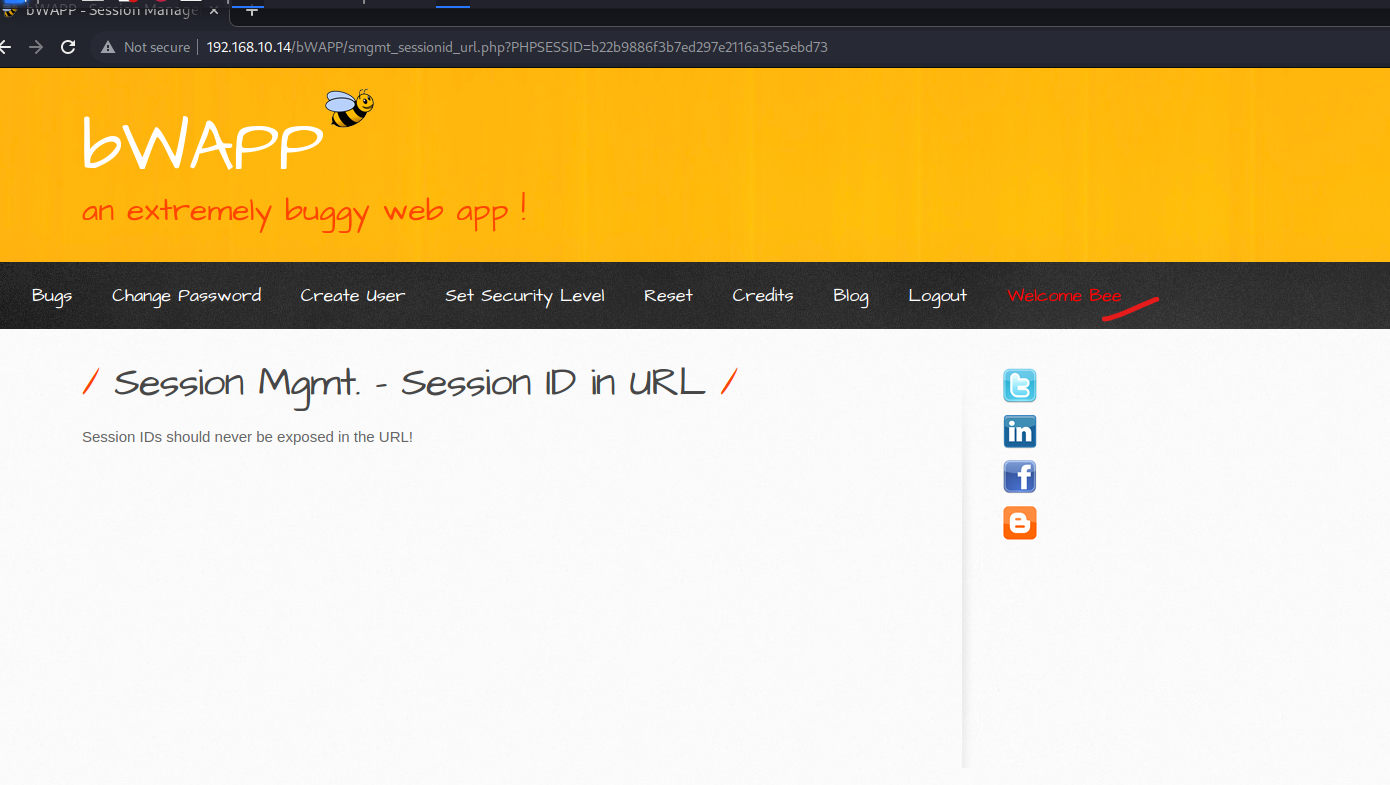 bWAPP - Session Manage
Not secure | 192.168.10.14/bWAPP/smgmt_sessionid_url.php?PHPSESSID=b22b9886f3b7ed297e2116a35e5ebd73
bWAPP
an extremely buggy web app !
Bugs Change Password Create User Set Security Level Reset Credits Blog Logout Welcome Bee
/ Session Mgmt. - Session ID in URL /
Session IDs should never be exposed in the URL!